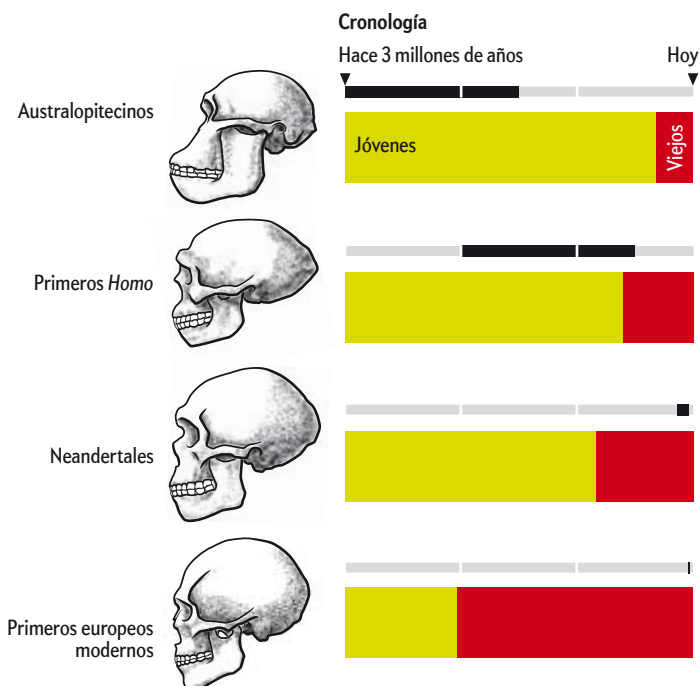 Cronología
Hace 3 millones de años
Hoy
Australopitecinos
Jóvenes
Viejos
Primeros Homo
Neandertales
Primeros europeos
modernos